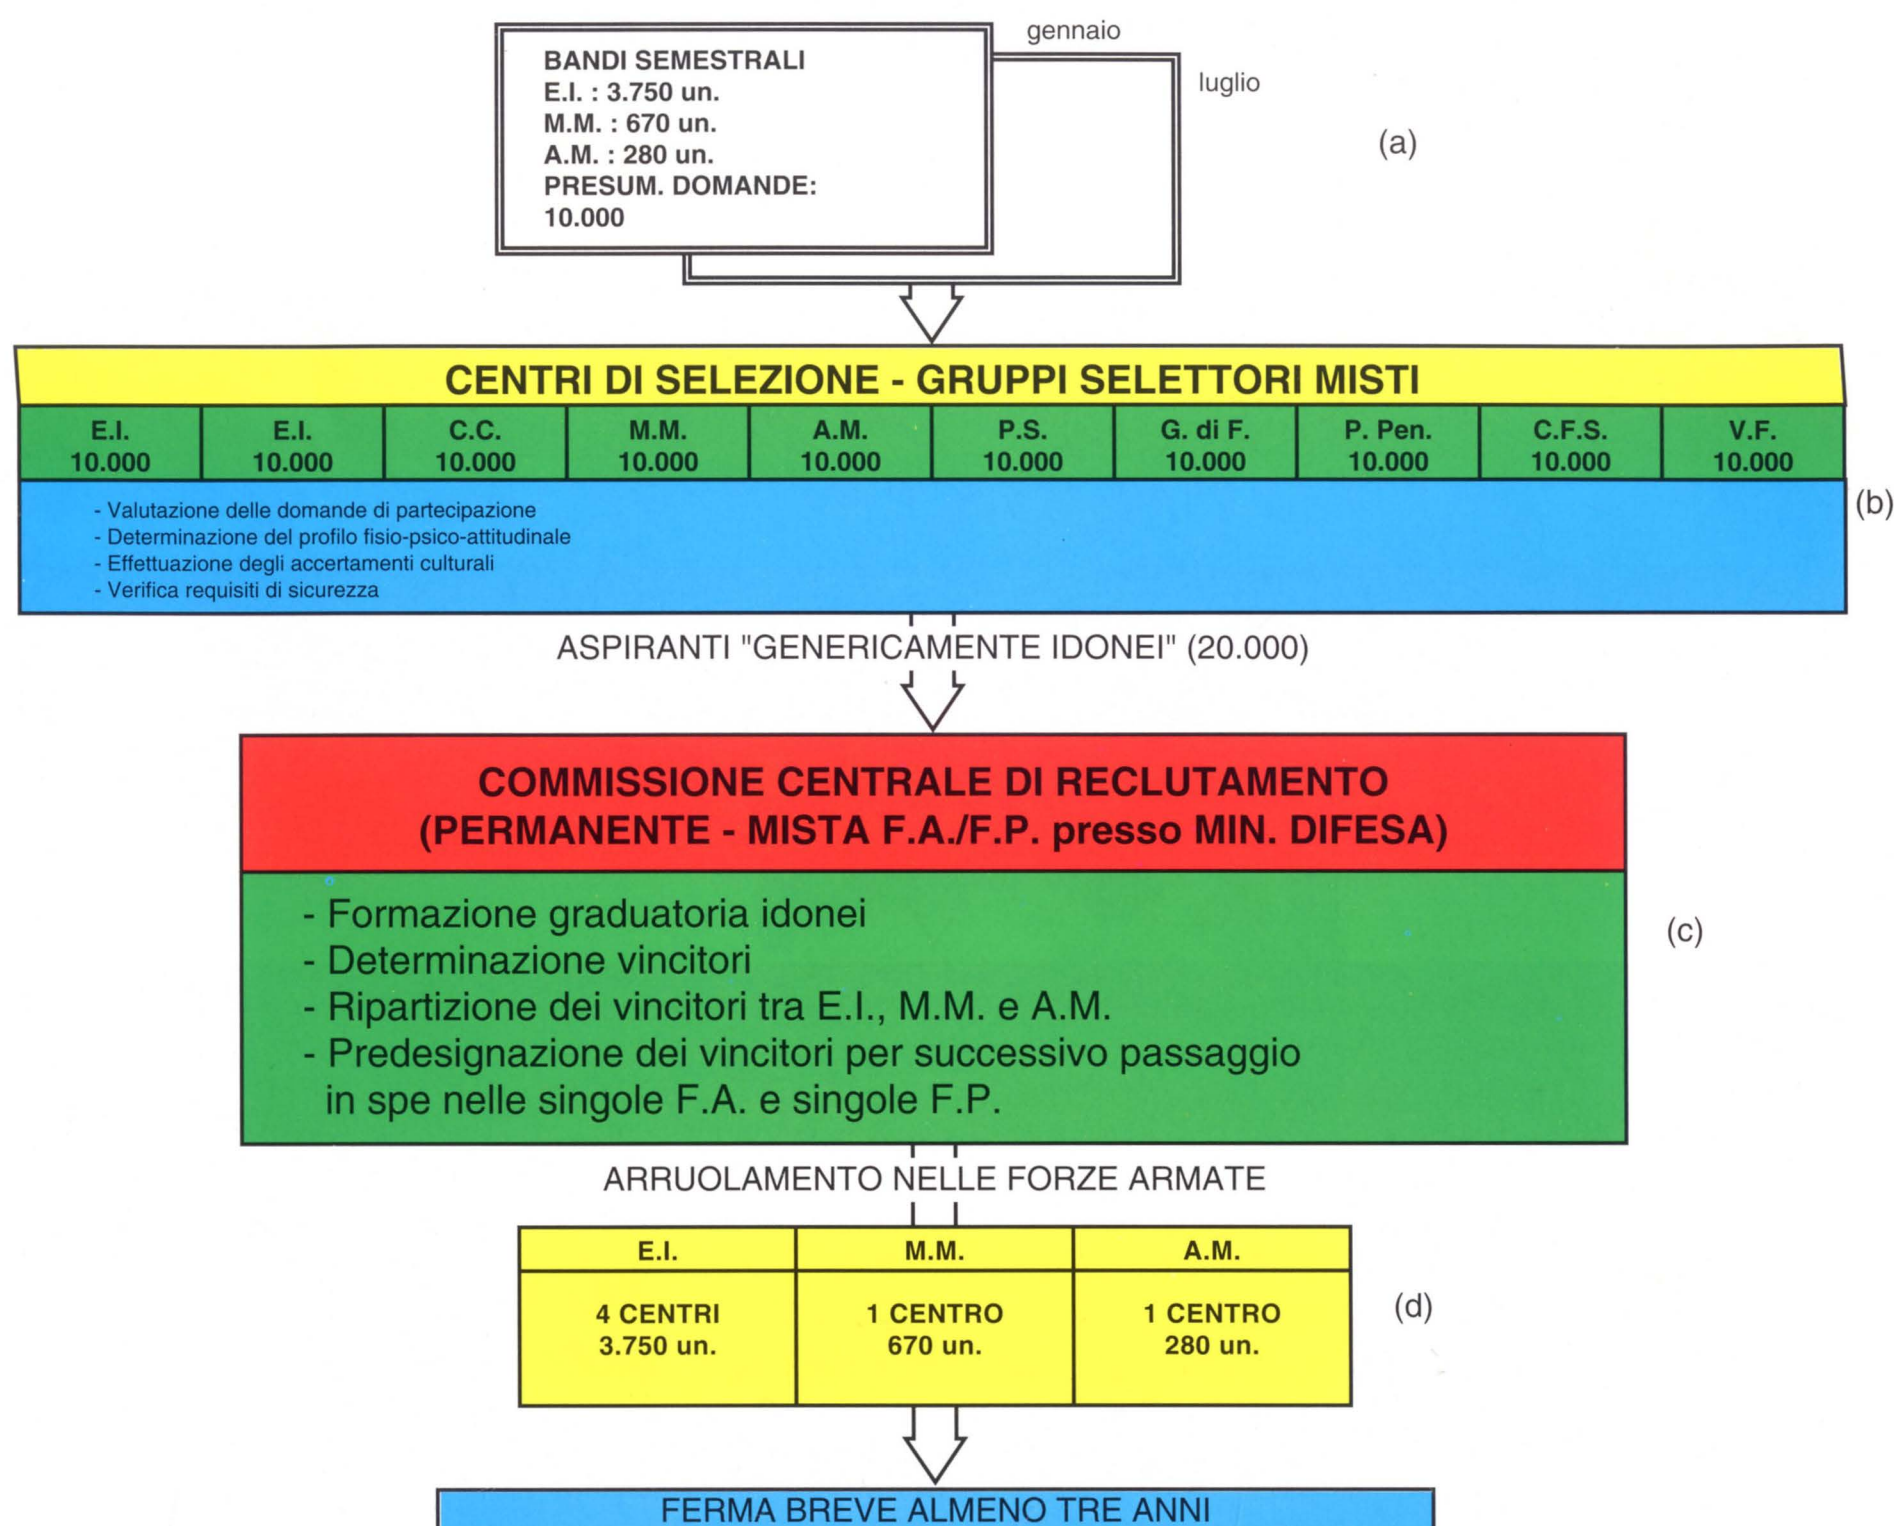 gennaio
luglio
BANDI SEMESTRALI
E.I. : 3.750 un.
M.M. : 670 un.
A.M. : 280 un.
PRESUM. DOMANDE:
10.000
(a)
CENTRI DI SELEZIONE - GRUPPI SELETTORI MISTI
E.I. E.I. C.C. M.M. A.M. P.S. G. di F. P. Pen. C.F.S. V.F.
10.000 10.000 10.000 10.000 10.000 10.000 10.000 10.000 10.000 10.000
- Valutazione delle domande di partecipazione
- Determinazione del profilo fisio-psico-attitudinale
- Effettuazione degli accertamenti culturali
- Verifica requisiti di sicurezza
(b)
ASPIRANTI "GENERICAMENTE IDONEI" (20.000)
COMMISSIONE CENTRALE DI RECLUTAMENTO
(PERMANENTE - MISTA F.A./F.P. presso MIN. DIFESA)
- Formazione graduatoria idonei
- Determinazione vincitori
- Ripartizione dei vincitori tra E.I., M.M. e A.M.
- Predesignazione dei vincitori per successivo passaggio
in spe nelle singole F.A. e singole F.P.
(c)
ARRUOLAMENTO NELLE FORZE ARMATE
E.I. M.M. A.M.
4 CENTRI 1 CENTRO 1 CENTRO
3.750 un. 670 un. 280 un.
(d)
FERMA BREVE ALMENO TRE ANNI